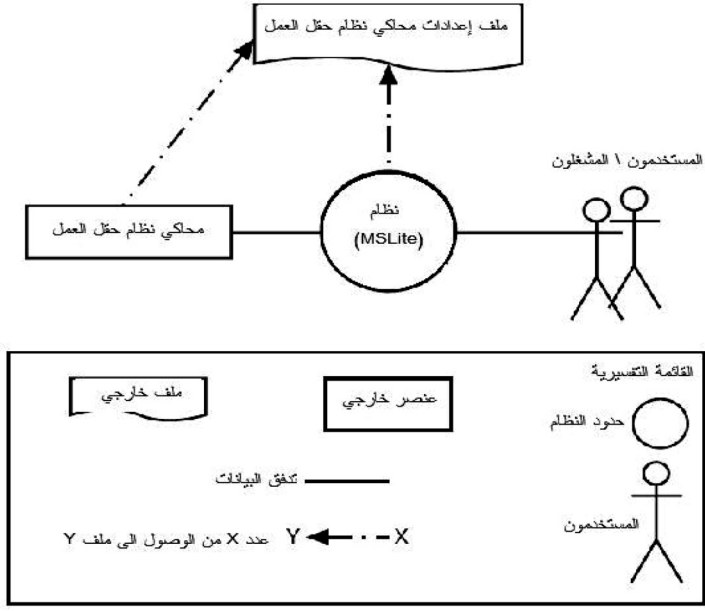 ملف إعدادات محاكي نظام حقل العمل
المستخدمون \ المشغلون
نظام
(MSLite)
محاكي نظام حقل العمل
القائمة التفسيرية
ملف خارجي
عنصر خارجي
حدود النظام
تدفق البيانات
المستخدمون
عدد X من الوصول الى ملف Y
Y
X